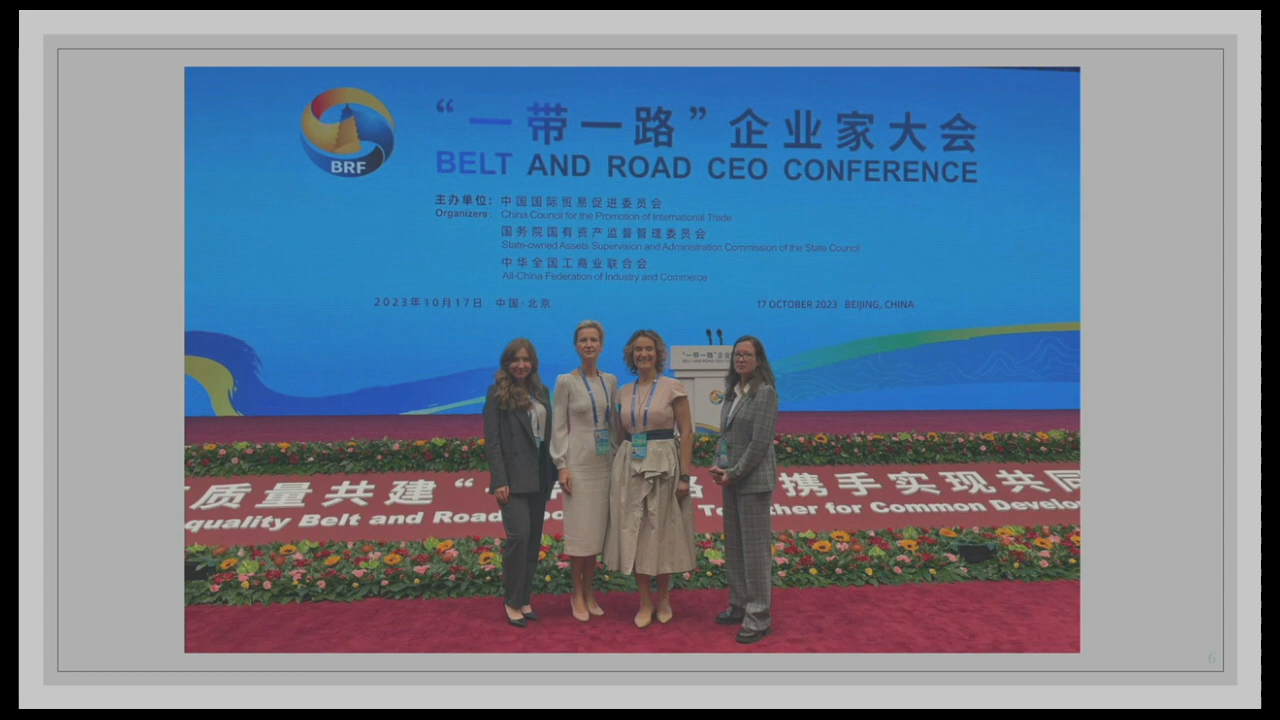 “一带一路”企业家大会
BRF
BELT AND ROAD CEO CONFERENCE
主办单位: 中国国际贸易促进委员会
Organizers: China Council for the Promotion of International Trade
国务院国有资产监督管理委员会
State-owned Assets Supervision and Administration Commission of the State Council
中华全国工商业联合会
All-China Federation of Industry and Commerce
2023年10月17日 中国·北京
17 OCTOBER 2023 BEIJING, CHINA
“一带一路”企业
质量共建“ 携手实现共同
quality Belt and Road for Common
6